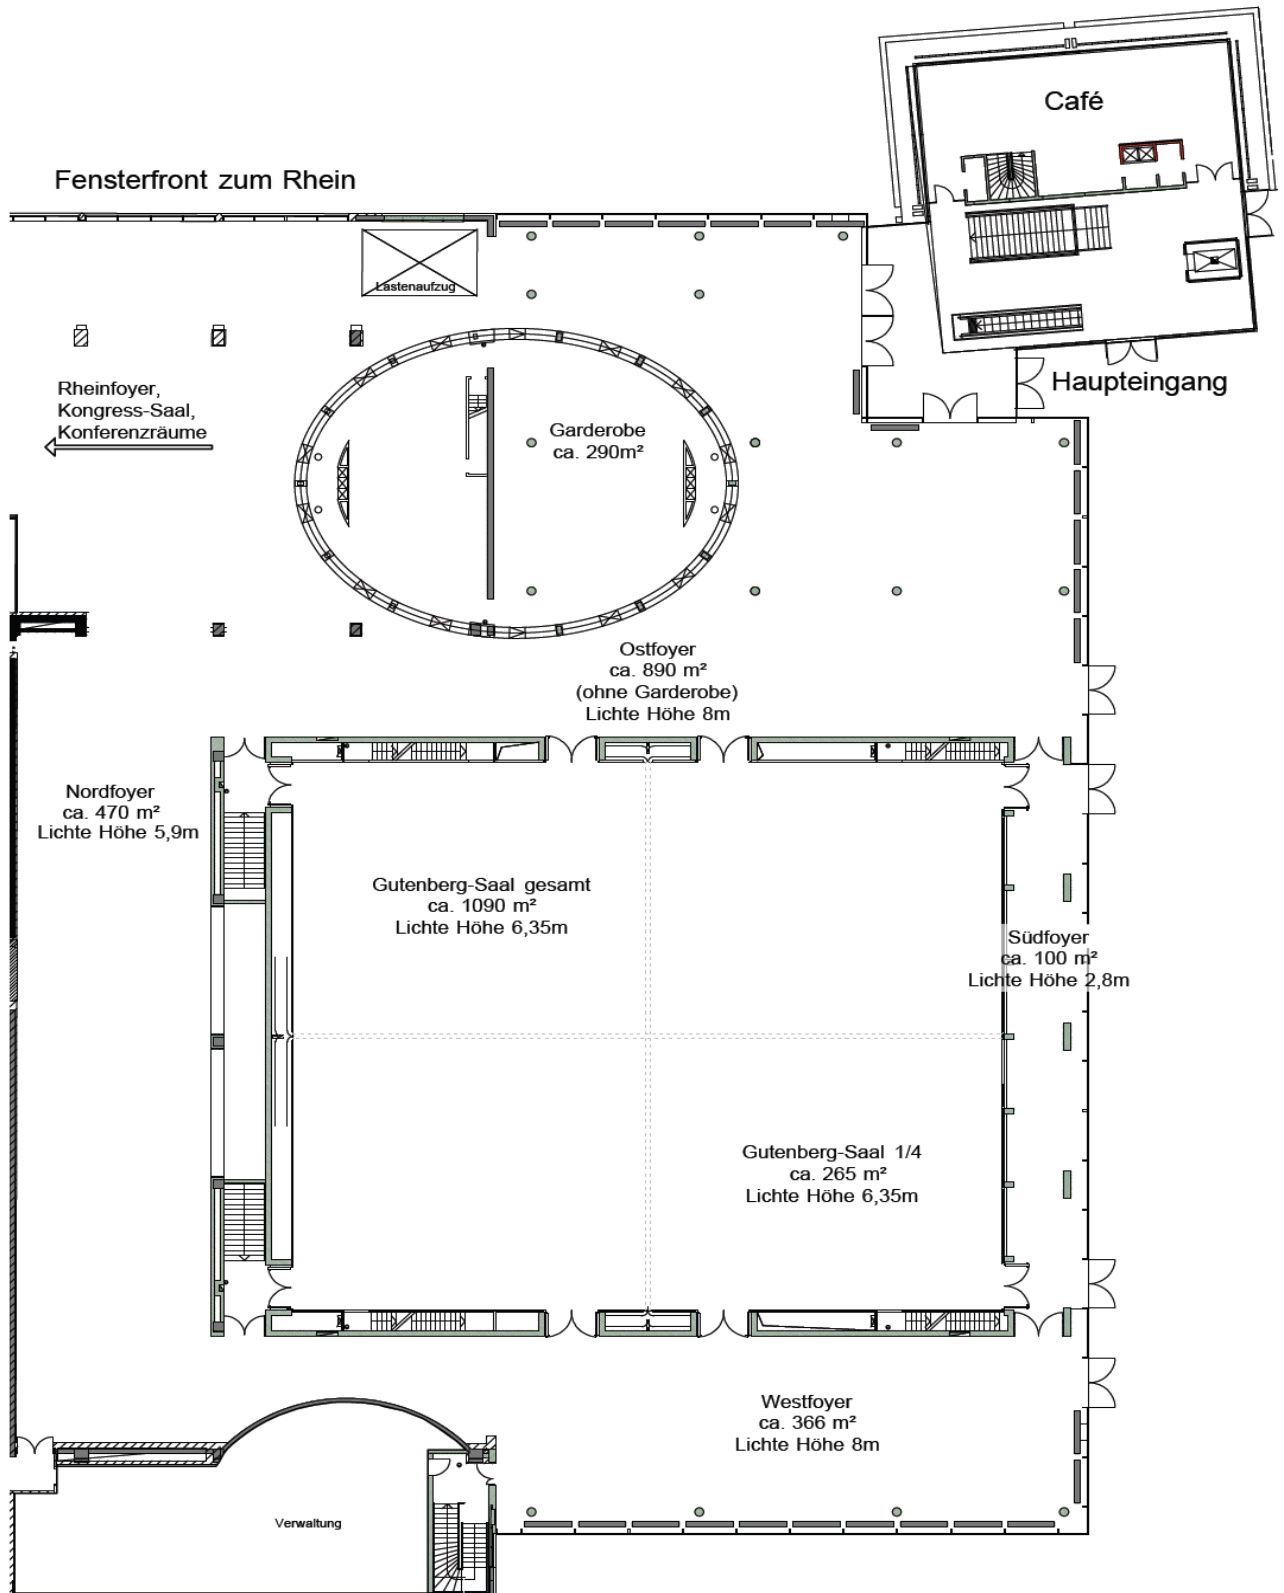 Café
Fensterfront zum Rhein
Lastenaufzug
Haupteingang
Rheinfoyer,
Kongress-Saal,
Konferenzräume
Garderobe
ca. 290m²
Ostfoyer
ca. 890 m²
(ohne Garderobe)
Lichte Höhe 8m
Nordfoyer
ca. 470 m²
Lichte Höhe 5,9m
Gutenberg-Saal gesamt
ca. 1090 m²
Lichte Höhe 6,35m
Südfoyer
ca. 100 m²
Lichte Höhe 2,8m
Gutenberg-Saal 1/4
ca. 265 m²
Lichte Höhe 6,35m
Westfoyer
ca. 366 m²
Lichte Höhe 8m
Verwaltung